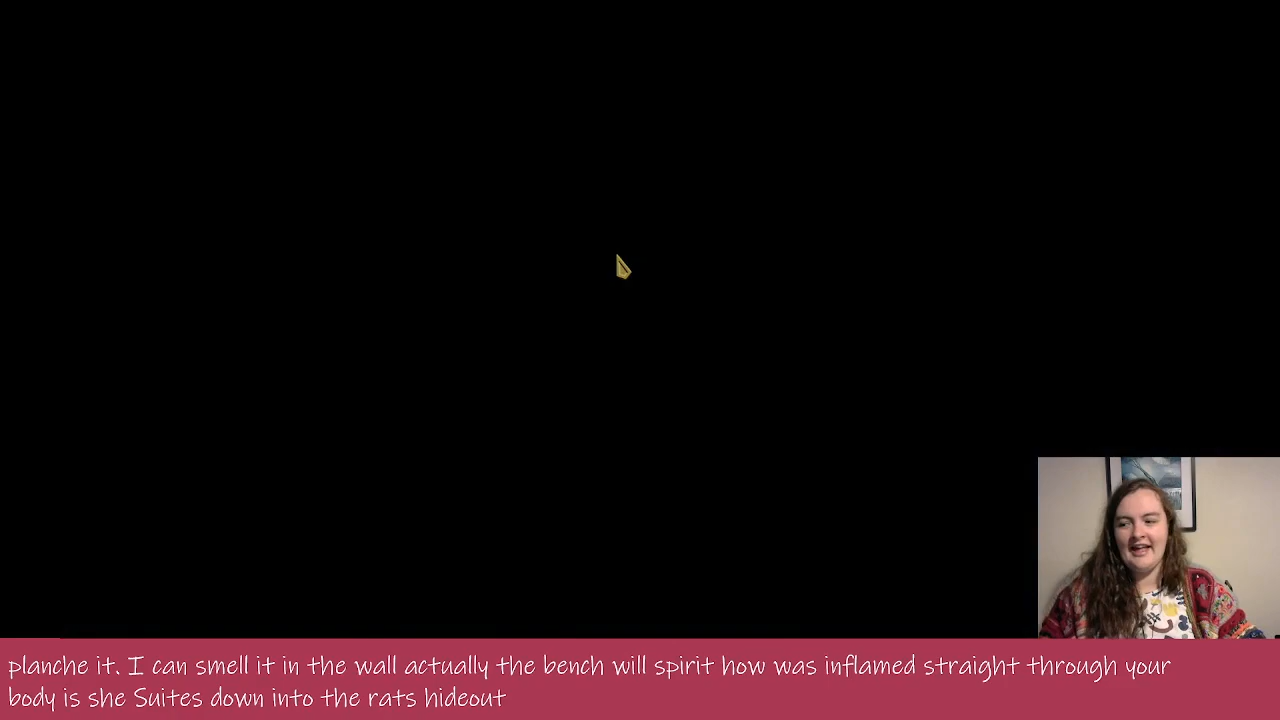 planche it. I can smell it in the wall actually the bench will spirit how was inflamed straight through your
body is she Suites down into the rats hideout